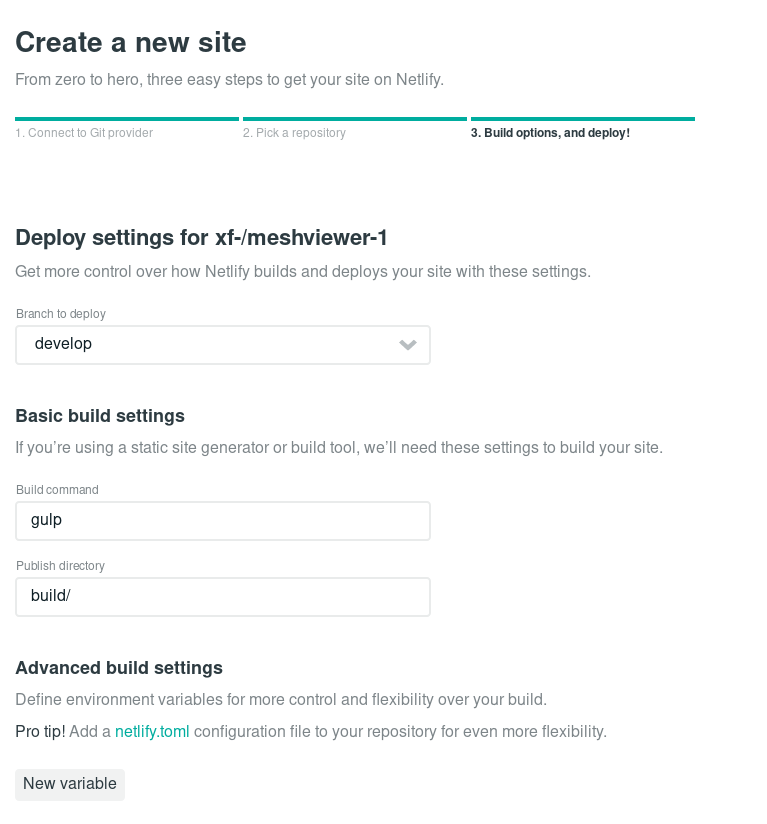 Create a new site
From zero to hero, three easy steps to get your site on Netlify.
1. Connect to Git provider
2. Pick a repository
3. Build options, and deploy!
Deploy settings for xf-/meshviewer-1
Get more control over how Netlify builds and deploys your site with these settings.
Branch to deploy
develop
Basic build settings
If you’re using a static site generator or build tool, we’ll need these settings to build your site.
Build command
gulp
Publish directory
build/
Advanced build settings
Define environment variables for more control and flexibility over your build.
Pro tip! Add a netlify.toml configuration file to your repository for even more flexibility.
New variable